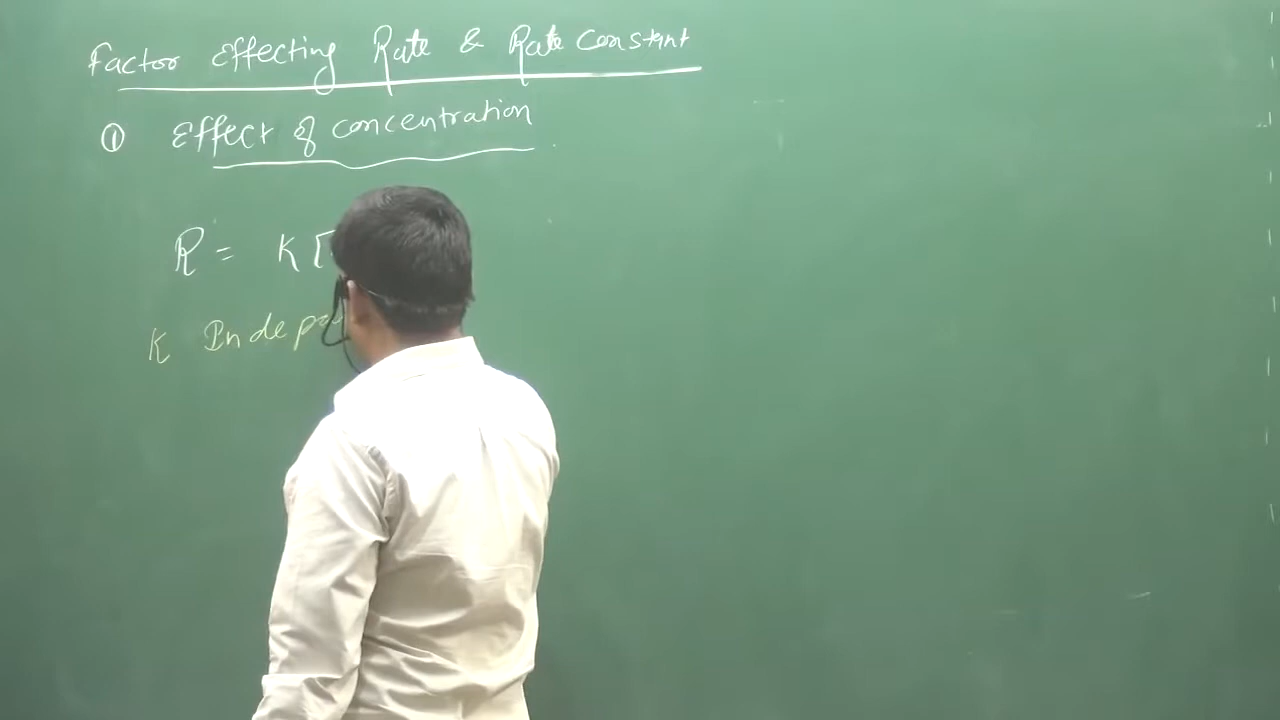 Factor Effecting Rate & Rate Constant
① Effect of concentration
R = K [
K Indep